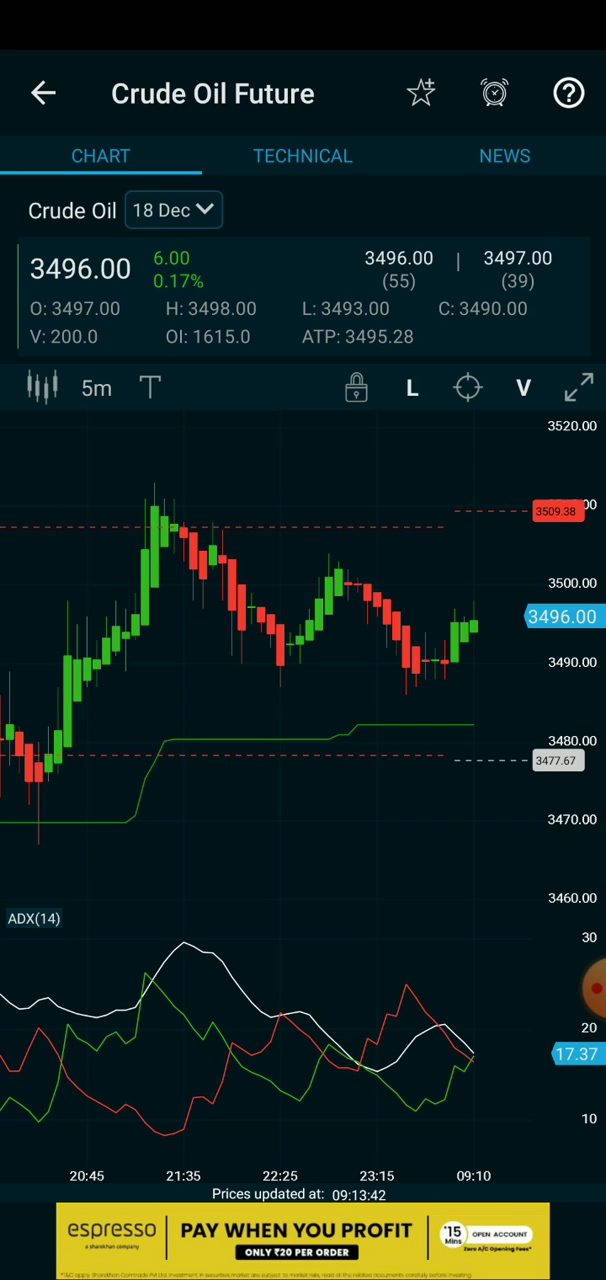 Crude Oil Future
CHART TECHNICAL NEWS
Crude Oil 18 Dec
3496.00 6.00 3496.00 | 3497.00
0.17% (55) (39)
O: 3497.00 H: 3498.00 L: 3493.00 C: 3490.00
V: 200.0 OI: 1615.0 ATP: 3495.28
5m T L V
3520.00
3509.38
3500.00
3496.00
3490.00
3480.00
3477.67
3470.00
3460.00
ADX(14)
30
20
17.37
10
20:45 21:35 22:25 23:15 09:10
Prices updated at: 09:13:42
espresso PAY WHEN YOU PROFIT '15 Mins OPEN ACCOUNT
a sharekhan company ONLY ₹20 PER ORDER Zero A/C Opening Fees*